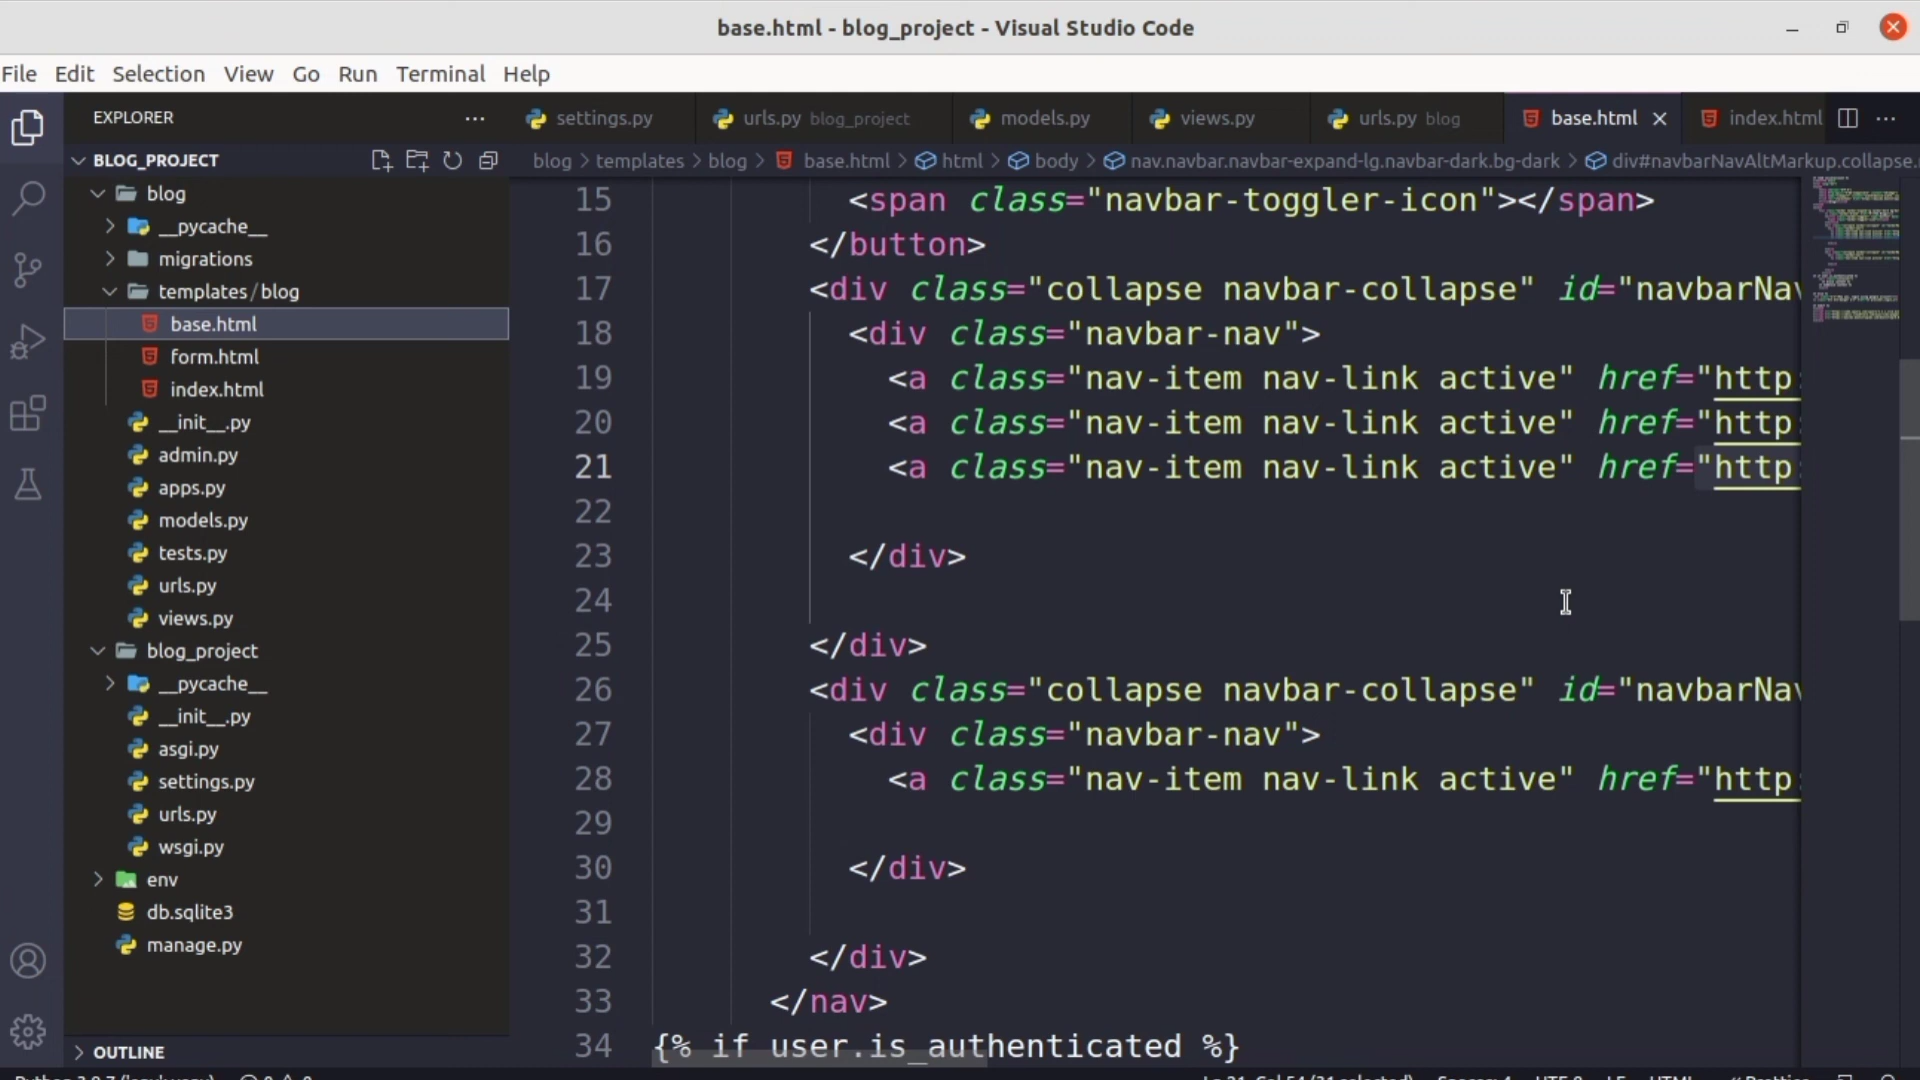 base.html - blog_project - Visual Studio Code
File Edit Selection View Go Run Terminal Help
EXPLORER
settings.py
urls.py blog_project
models.py
views.py
urls.py blog
base.html
index.html
BLOG_PROJECT
blog > templates > blog > base.html > html > body > nav.navbar.navbar-expand-lg.navbar-dark.bg-dark > div#navbarNavAltMarkup.collapse.
blog
__pycache__
migrations
templates/blog
base.html
form.html
index.html
__init__.py
admin.py
apps.py
models.py
tests.py
urls.py
views.py
blog_project
__pycache__
__init__.py
asgi.py
settings.py
urls.py
wsgi.py
env
db.sqlite3
manage.py
OUTLINE
15 <span class="navbar-toggler-icon"></span>
16 </button>
17 <div class="collapse navbar-collapse" id="navbarNav
18 <div class="navbar-nav">
19 <a class="nav-item nav-link active" href="http:
20 <a class="nav-item nav-link active" href="http:
21 <a class="nav-item nav-link active" href="http:
22
23 </div>
24
25 </div>
26 <div class="collapse navbar-collapse" id="navbarNav
27 <div class="navbar-nav">
28 <a class="nav-item nav-link active" href="http:
29
30 </div>
31
32 </div>
33 </nav>
34 {% if user.is_authenticated %}